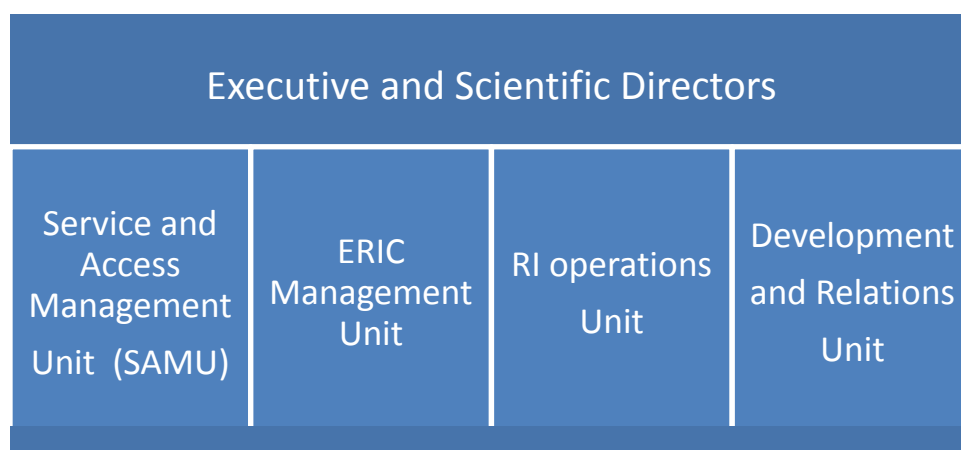 Executive and Scientific Directors
Service and
Access
Management
Unit (SAMU)
ERIC
Management
Unit
RI operations
Unit
Development
and Relations
Unit